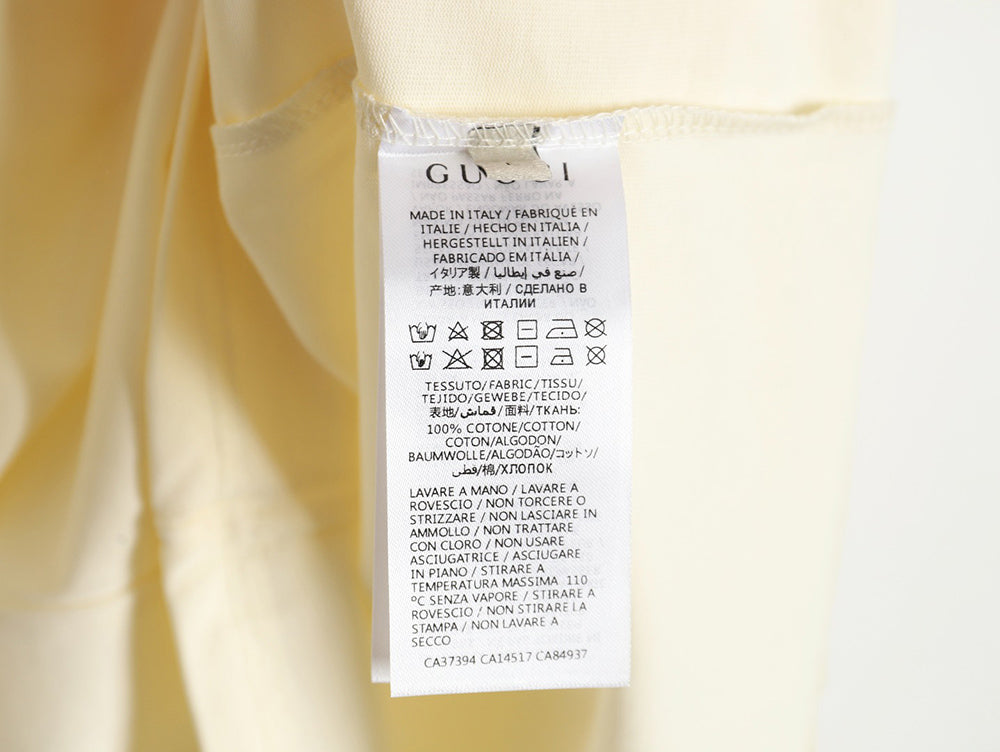 GUCCI
MADE IN ITALY / FABRIQUÉ EN
ITALIE / HECHO EN ITALIA /
HERGESTELLT IN ITALIEN /
FABRICADO EM ITÁLIA /
イタリア製 / صنع في إيطاليا /
产地:意大利 / СДЕЛАНО В
ИТАЛИИ
TESSUTO/FABRIC/TISSU/
TEJIDO/GEWEBE/TECIDO/
表地/قماش/面料/ТКАНЬ:
100% COTONE/COTTON/
COTON/ALGODON/
BAUMWOLLE/ALGODÃO/コットン/
قطن/棉/ХЛОПОК
LAVARE A MANO / LAVARE A
ROVESCIO / NON TORCERE O
STRIZZARE / NON LASCIARE IN
AMMOLLO / NON TRATTARE
CON CLORO / NON USARE
ASCIUGATRICE / ASCIUGARE
IN PIANO / STIRARE A
TEMPERATURA MASSIMA 110
°C SENZA VAPORE / STIRARE A
ROVESCIO / NON STIRARE LA
STAMPA / NON LAVARE A
SECCO
CA37394 CA14517 CA84937